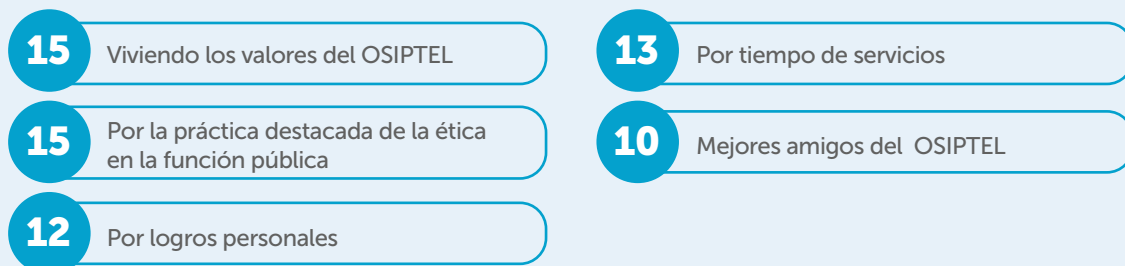 15 Viviendo los valores del OSIPTEL
15 Por la práctica destacada de la ética
en la función pública
12 Por logros personales
13 Por tiempo de servicios
10 Mejores amigos del OSIPTEL